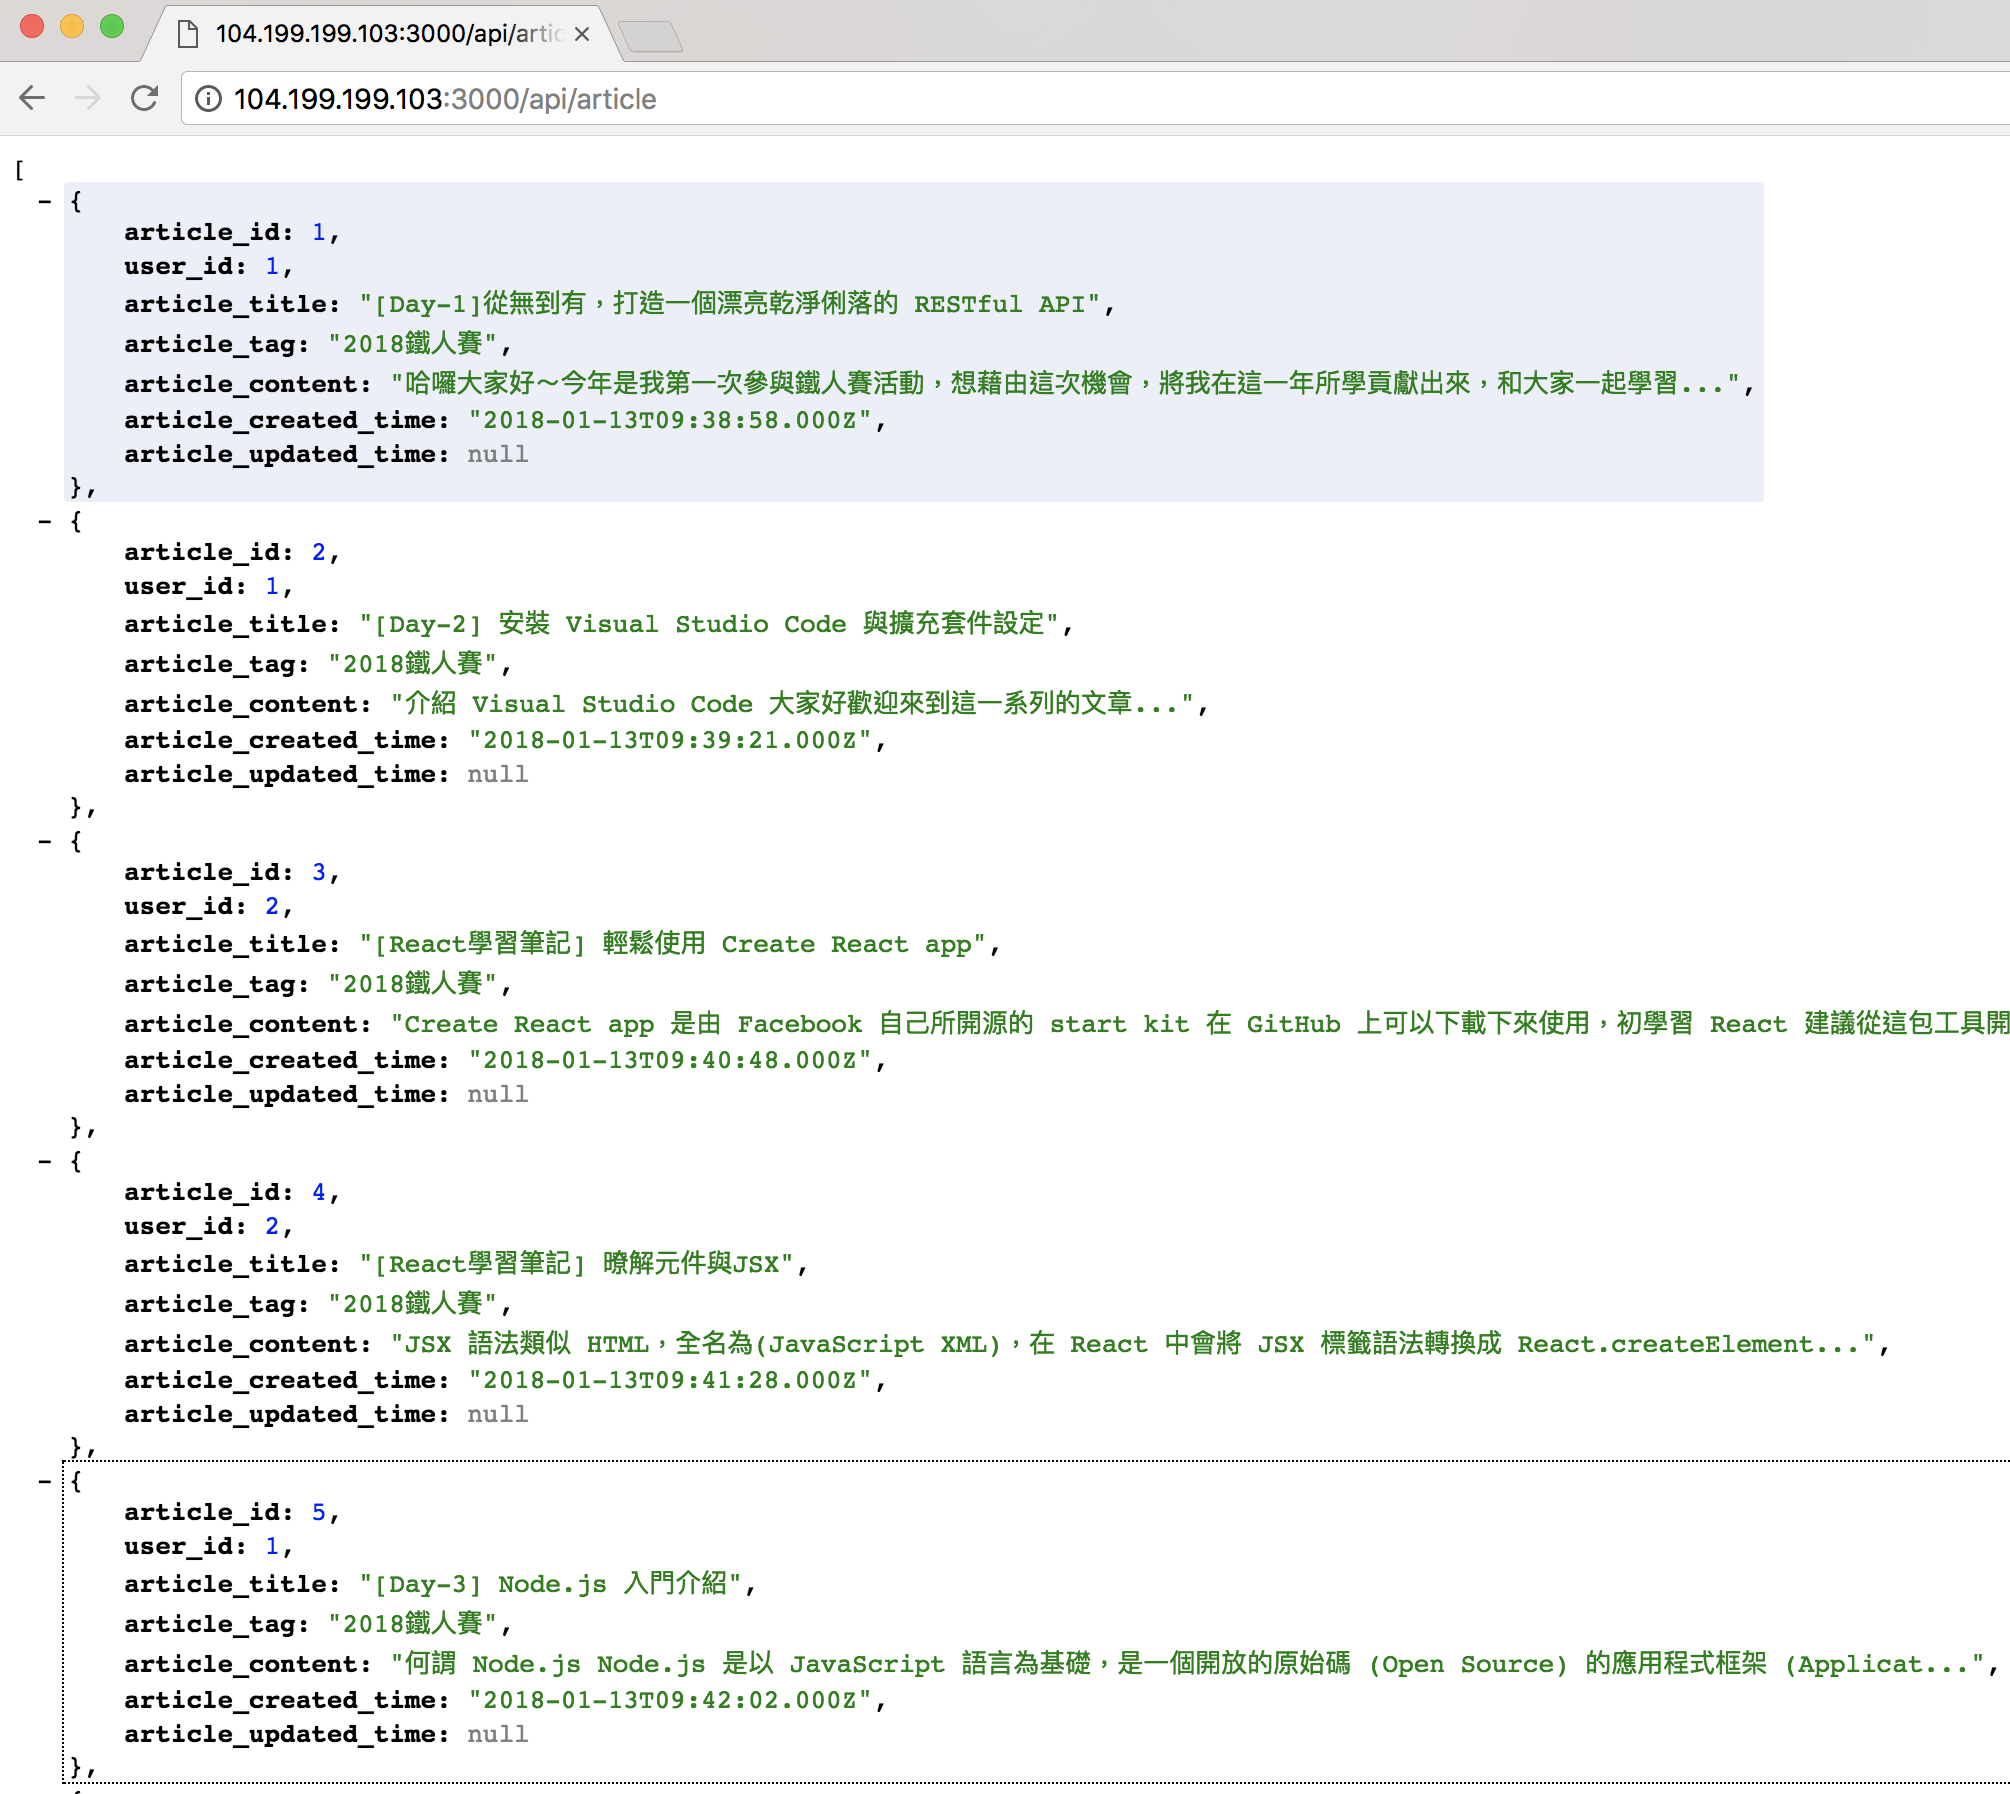 104.199.199.103:3000/api/artic
104.199.199.103:3000/api/article
[
- {
article_id: 1,
user_id: 1,
article_title: "[Day-1]從無到有，打造一個漂亮乾淨俐落的 RESTful API",
article_tag: "2018鐵人賽",
article_content: "哈囉大家好～今年是我第一次參與鐵人賽活動，想藉由這次機會，將我在這一年所學貢獻出來，和大家一起學習...",
article_created_time: "2018-01-13T09:38:58.000Z",
article_updated_time: null
},
- {
article_id: 2,
user_id: 1,
article_title: "[Day-2] 安裝 Visual Studio Code 與擴充套件設定",
article_tag: "2018鐵人賽",
article_content: "介紹 Visual Studio Code 大家好歡迎來到這一系列的文章...",
article_created_time: "2018-01-13T09:39:21.000Z",
article_updated_time: null
},
- {
article_id: 3,
user_id: 2,
article_title: "[React學習筆記] 輕鬆使用 Create React app",
article_tag: "2018鐵人賽",
article_content: "Create React app 是由 Facebook 自己所開源的 start kit 在 GitHub 上可以下載下來使用，初學習 React 建議從這包工具開
article_created_time: "2018-01-13T09:40:48.000Z",
article_updated_time: null
},
- {
article_id: 4,
user_id: 2,
article_title: "[React學習筆記] 暸解元件與JSX",
article_tag: "2018鐵人賽",
article_content: "JSX 語法類似 HTML，全名為(JavaScript XML)，在 React 中會將 JSX 標籤語法轉換成 React.createElement...",
article_created_time: "2018-01-13T09:41:28.000Z",
article_updated_time: null
},
- {
article_id: 5,
user_id: 1,
article_title: "[Day-3] Node.js 入門介紹",
article_tag: "2018鐵人賽",
article_content: "何謂 Node.js Node.js 是以 JavaScript 語言為基礎，是一個開放的原始碼 (Open Source) 的應用程式框架 (Applicat...",
article_created_time: "2018-01-13T09:42:02.000Z",
article_updated_time: null
},